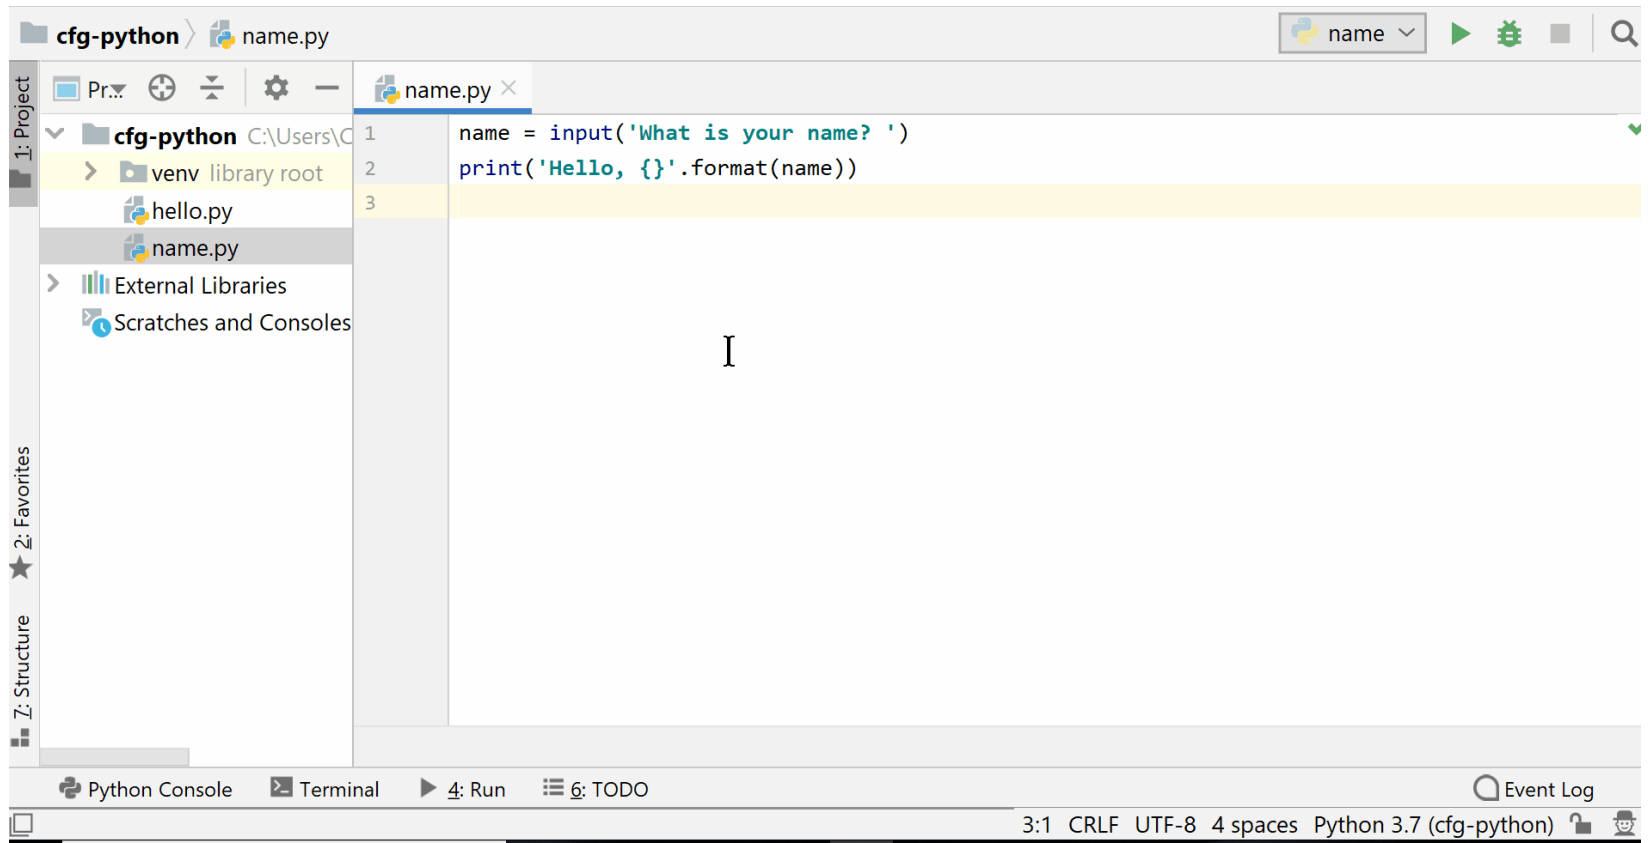 cfg-python name.py
name
1: Project
Pr...
name.py
cfg-python C:\Users\C
venv library root
hello.py
name.py
External Libraries
Scratches and Consoles
1 name = input('What is your name? ')
2 print('Hello, {}'.format(name))
3
2: Favorites
7: Structure
Python Console Terminal 4: Run 6: TODO Event Log
3:1 CRLF UTF-8 4 spaces Python 3.7 (cfg-python)